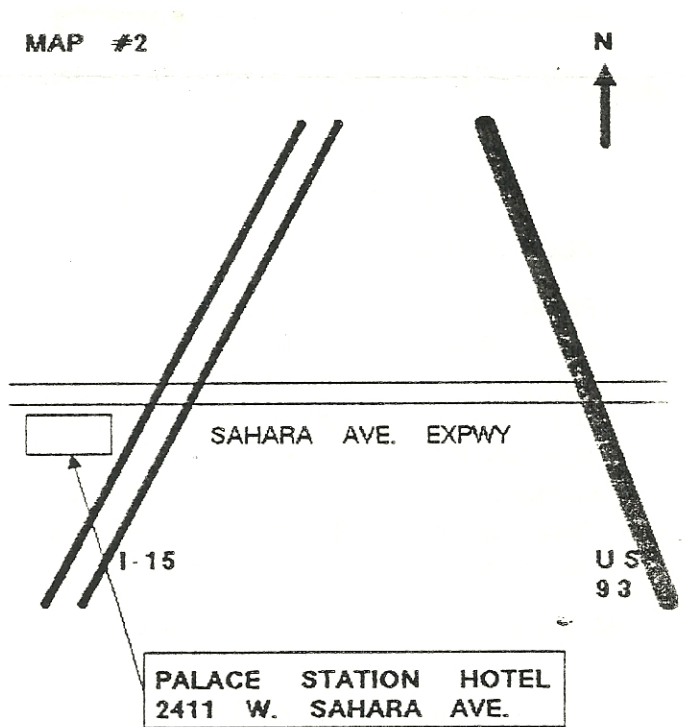 MAP #2
N
SAHARA AVE. EXPWY
I-15
US
93
PALACE STATION HOTEL
2411 W. SAHARA AVE.